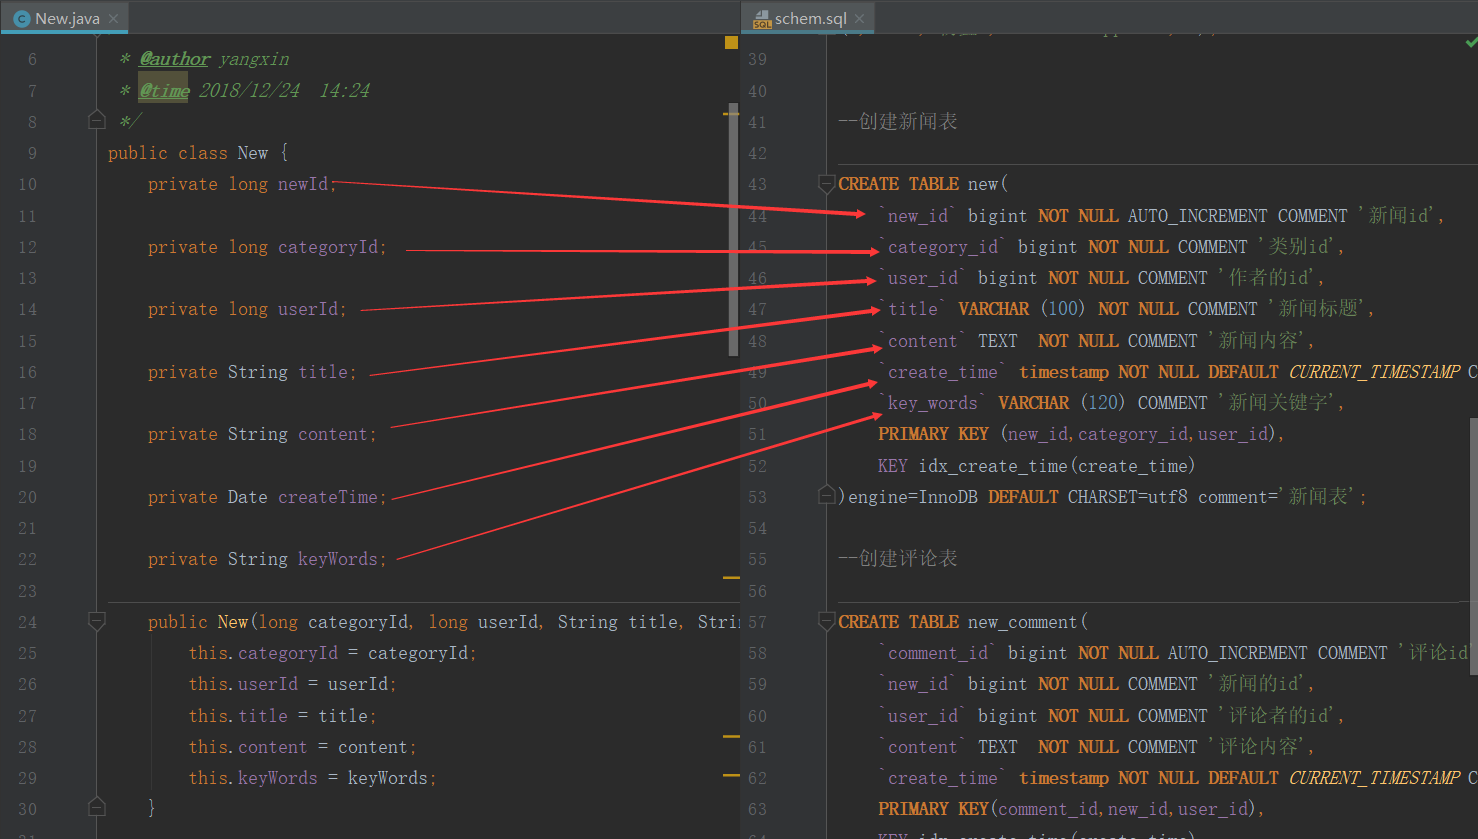 New.java
6 * @author yangxin
7 * @time 2018/12/24 14:24
8 */
9 public class New {
10 private long newId;
11
12 private long categoryId;
13
14 private long userId;
15
16 private String title;
17
18 private String content;
19
20 private Date createTime;
21
22 private String keyWords;
23
24 public New(long categoryId, long userId, String title, Stri
25 this.categoryId = categoryId;
26 this.userId = userId;
27 this.title = title;
28 this.content = content;
29 this.keyWords = keyWords;
30 }
schem.sql
39
40
41 --创建新闻表
42
43 CREATE TABLE new(
44 `new_id` bigint NOT NULL AUTO_INCREMENT COMMENT '新闻id',
45 `category_id` bigint NOT NULL COMMENT '类别id',
46 `user_id` bigint NOT NULL COMMENT '作者的id',
47 `title` VARCHAR (100) NOT NULL COMMENT '新闻标题',
48 `content` TEXT NOT NULL COMMENT '新闻内容',
49 `create_time` timestamp NOT NULL DEFAULT CURRENT_TIMESTAMP C
50 `key_words` VARCHAR (120) COMMENT '新闻关键字',
51 PRIMARY KEY (new_id,category_id,user_id),
52 KEY idx_create_time(create_time)
53 )engine=InnoDB DEFAULT CHARSET=utf8 comment='新闻表';
54
55 --创建评论表
56
57 CREATE TABLE new_comment(
58 `comment_id` bigint NOT NULL AUTO_INCREMENT COMMENT '评论id'
59 `new_id` bigint NOT NULL COMMENT '新闻的id',
60 `user_id` bigint NOT NULL COMMENT '评论者的id',
61 `content` TEXT NOT NULL COMMENT '评论内容',
62 `create_time` timestamp NOT NULL DEFAULT CURRENT_TIMESTAMP C
63 PRIMARY KEY(comment_id,new_id,user_id),
64 KEY idx_create_time(create_time)